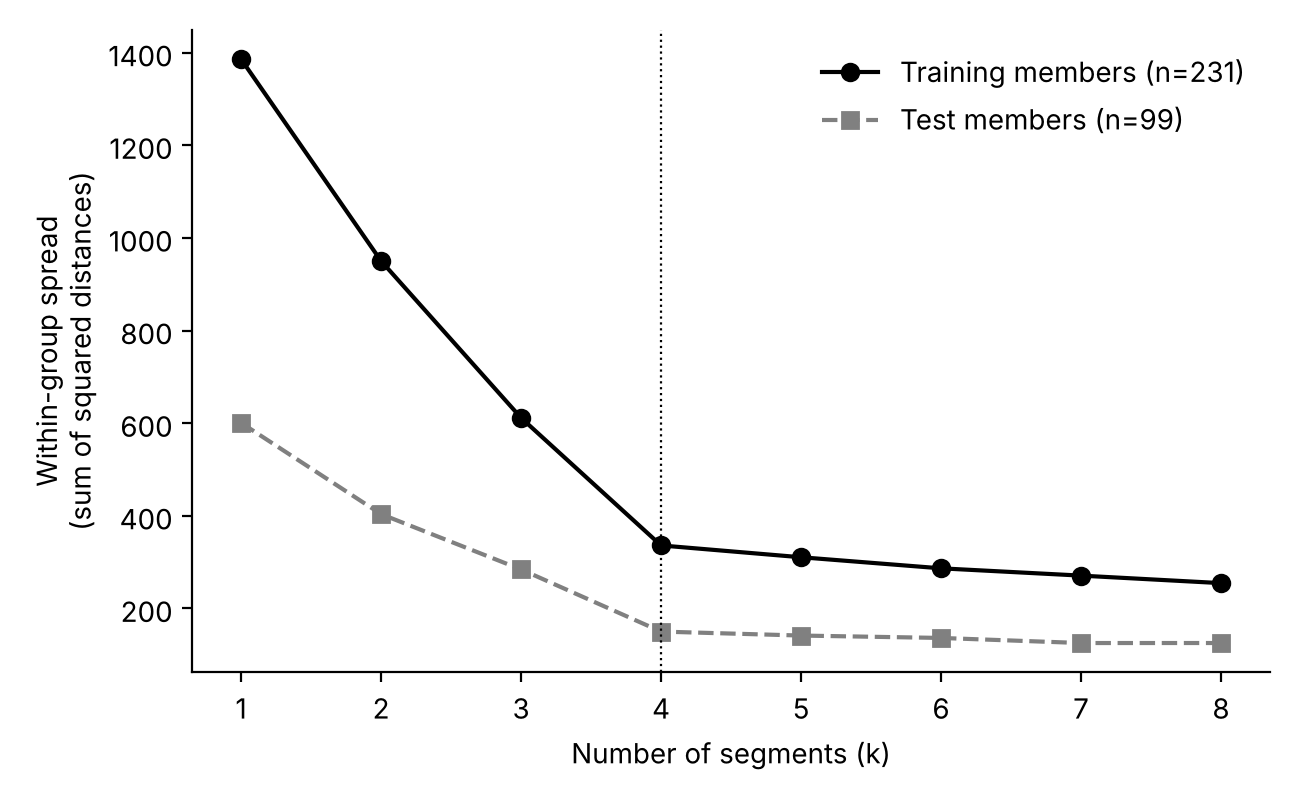 1400
1200
1000
800
600
400
200
Within-group spread
(sum of squared distances)
Training members (n=231)
Test members (n=99)
1 2 3 4 5 6 7 8
Number of segments (k)